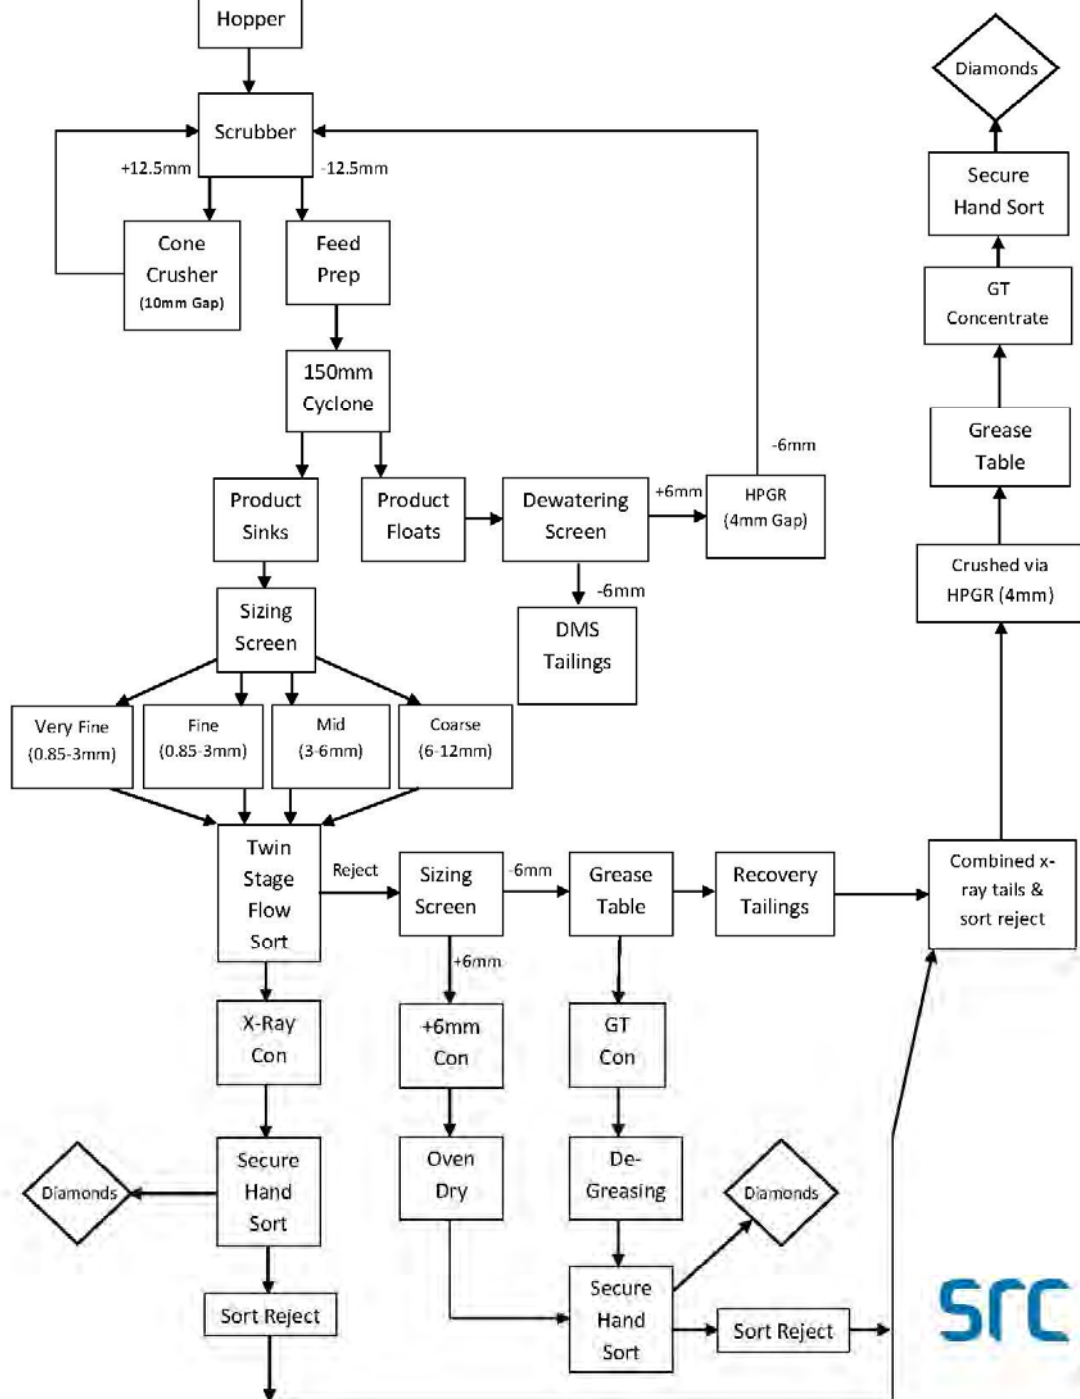 Hopper
Diamonds
Scrubber
+12.5mm
-12.5mm
Secure
Hand Sort
Cone
Crusher
(10mm Gap)
Feed
Prep
GT
Concentrate
150mm
Cyclone
Grease
Table
-6mm
Product
Sinks
Product
Floats
Dewatering
Screen
+6mm
HPGR
(4mm Gap)
Crushed via
HPGR (4mm)
-6mm
Sizing
Screen
DMS
Tailings
Very Fine
(0.85-3mm)
Fine
(0.85-3mm)
Mid
(3-6mm)
Coarse
(6-12mm)
Twin
Stage
Flow
Sort
Reject
Sizing
Screen
-6mm
Grease
Table
Recovery
Tailings
Combined x-
ray tails &
sort reject
+6mm
X-Ray
Con
+6mm
Con
GT
Con
Diamonds
Secure
Hand
Sort
Oven
Dry
De-
Greasing
Diamonds
Sort Reject
Secure
Hand
Sort
Sort Reject
src